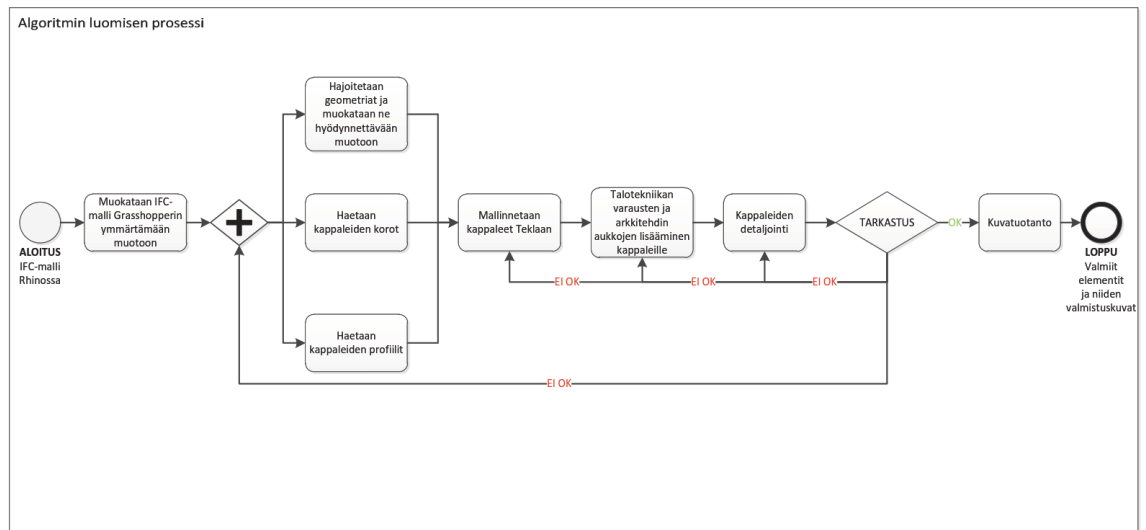 Algoritmin luomisen prosessi
Hajoitetaan
geometriat ja
muokataan ne
hyödynnettävään
muotoon
Muokataan IFC-
malli Grasshopperin
ymmärtämään
muotoon
Haetaan
kappaleiden korot
Mallinnetaan
kappaleet Teklaan
Talotekniikan
varausten ja
arkkitehdin
aukkojen lisääminen
kappaleille
Kappaleiden
detaljointi
TARKASTUS
OK
Kuvatuotanto
ALOITUS
IFC-malli
Rhinossa
LOPPU
Valmiit
elementit
ja niiden
valmistuskuvat
EI OK
EI OK
EI OK
Haetaan
kappaleiden profiilit
EI OK